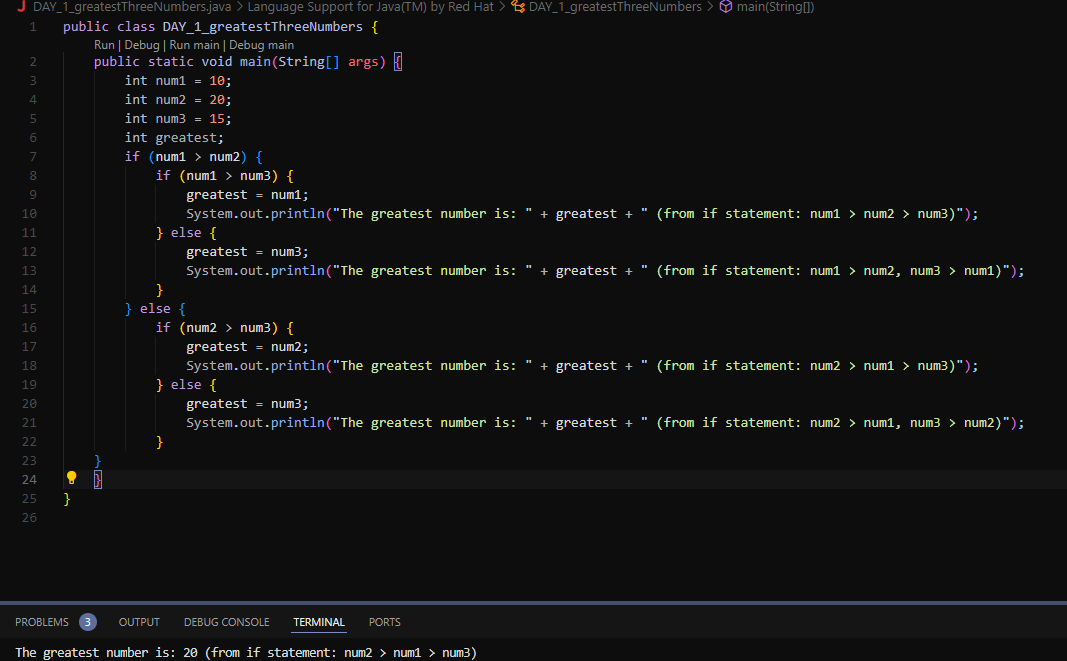 J DAY_1_greatestThreeNumbers.java > Language Support for Java(TM) by Red Hat > DAY_1_greatestThreeNumbers > main(String[])
1 public class DAY_1_greatestThreeNumbers {
Run | Debug | Run main | Debug main
2     public static void main(String[] args) {
3         int num1 = 10;
4         int num2 = 20;
5         int num3 = 15;
6         int greatest;
7         if (num1 > num2) {
8             if (num1 > num3) {
9                 greatest = num1;
10                 System.out.println("The greatest number is: " + greatest + " (from if statement: num1 > num2 > num3)");
11             } else {
12                 greatest = num3;
13                 System.out.println("The greatest number is: " + greatest + " (from if statement: num1 > num2, num3 > num1)");
14             }
15         } else {
16             if (num2 > num3) {
17                 greatest = num2;
18                 System.out.println("The greatest number is: " + greatest + " (from if statement: num2 > num1 > num3)");
19             } else {
20                 greatest = num3;
21                 System.out.println("The greatest number is: " + greatest + " (from if statement: num2 > num1, num3 > num2)");
22             }
23     }
24     }
25 }
26
PROBLEMS 3 OUTPUT DEBUG CONSOLE TERMINAL PORTS
The greatest number is: 20 (from if statement: num2 > num1 > num3)